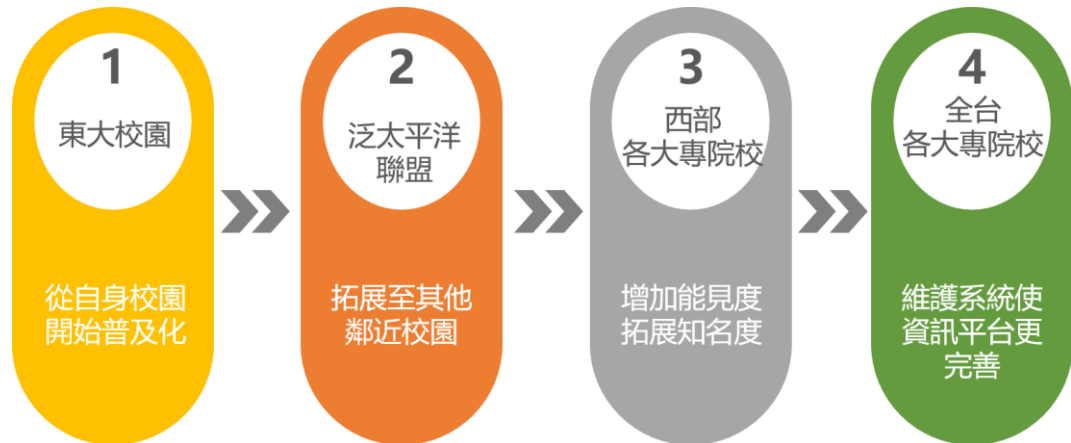 1
東大校園
從自身校園
開始普及化
2
泛太平洋
聯盟
拓展至其他
鄰近校園
3
西部
各大專院校
增加能見度
拓展知名度
4
全台
各大專院校
維護系統使
資訊平台更
完善